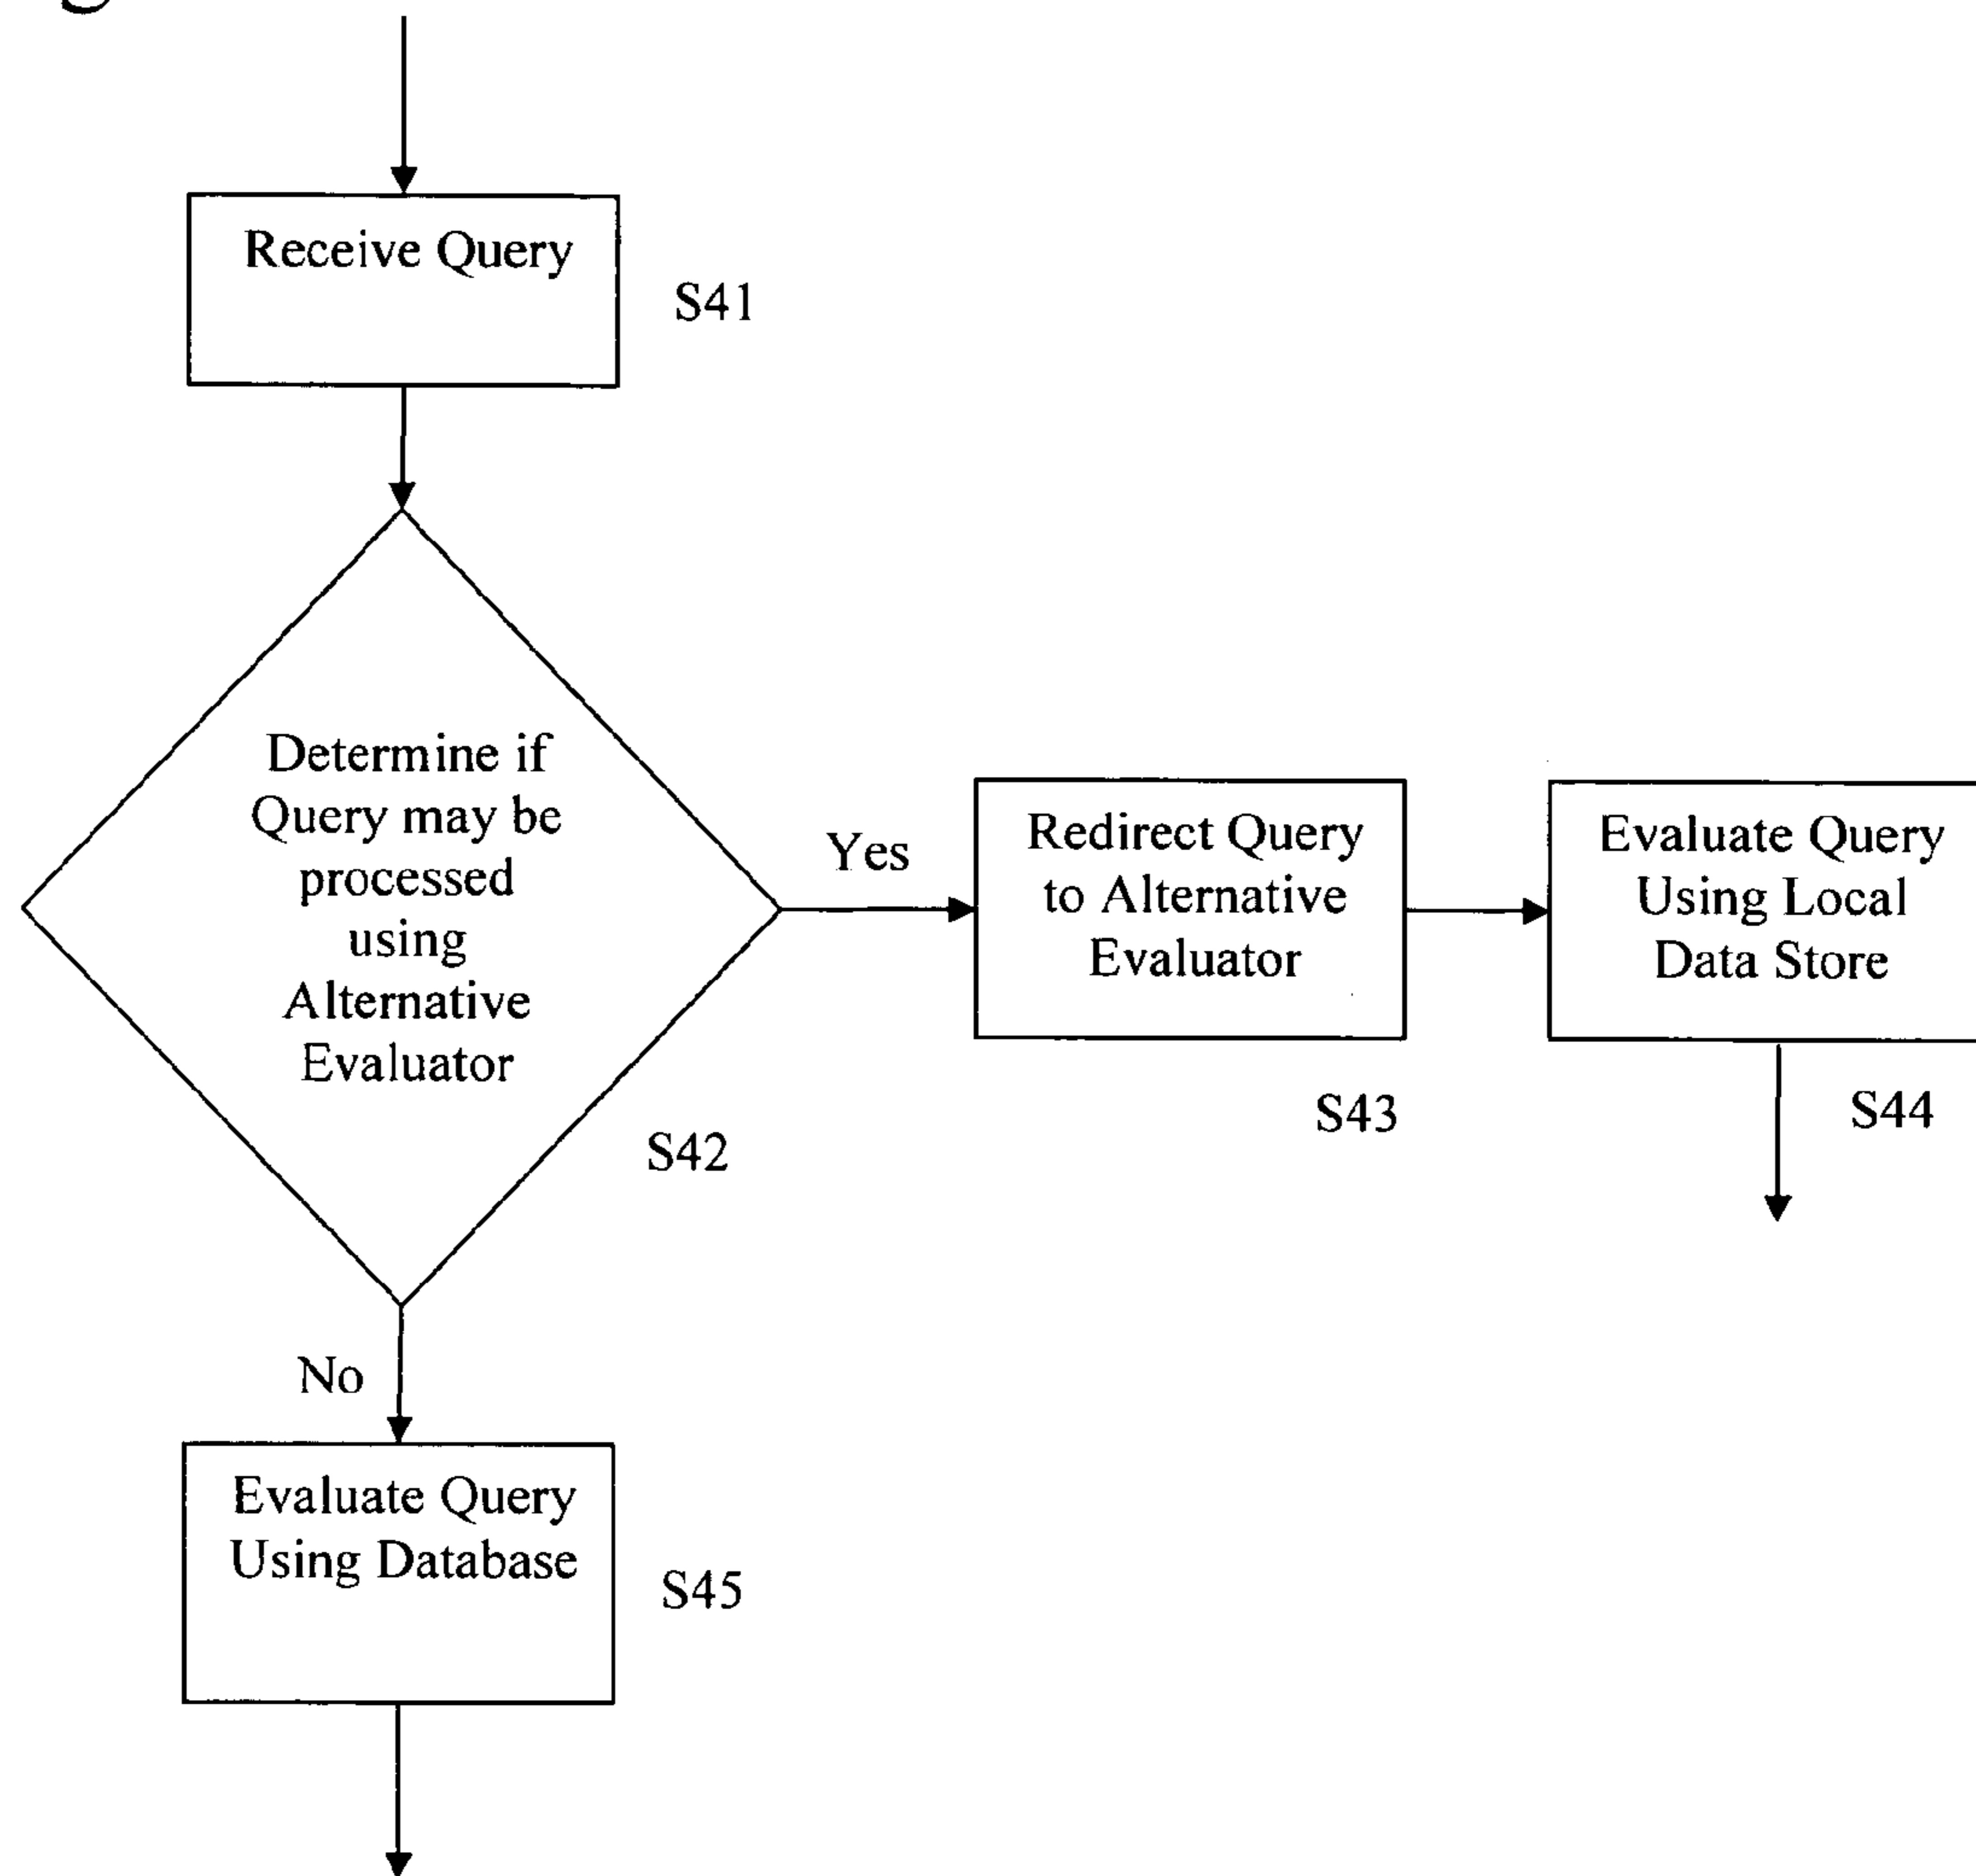 Receive Query
S41
Determine if
Query may be
processed
using
Alternative
Evaluator
S42
Yes
Redirect Query
to Alternative
Evaluator
S43
Evaluate Query
Using Local
Data Store
S44
No
Evaluate Query
Using Database
S45